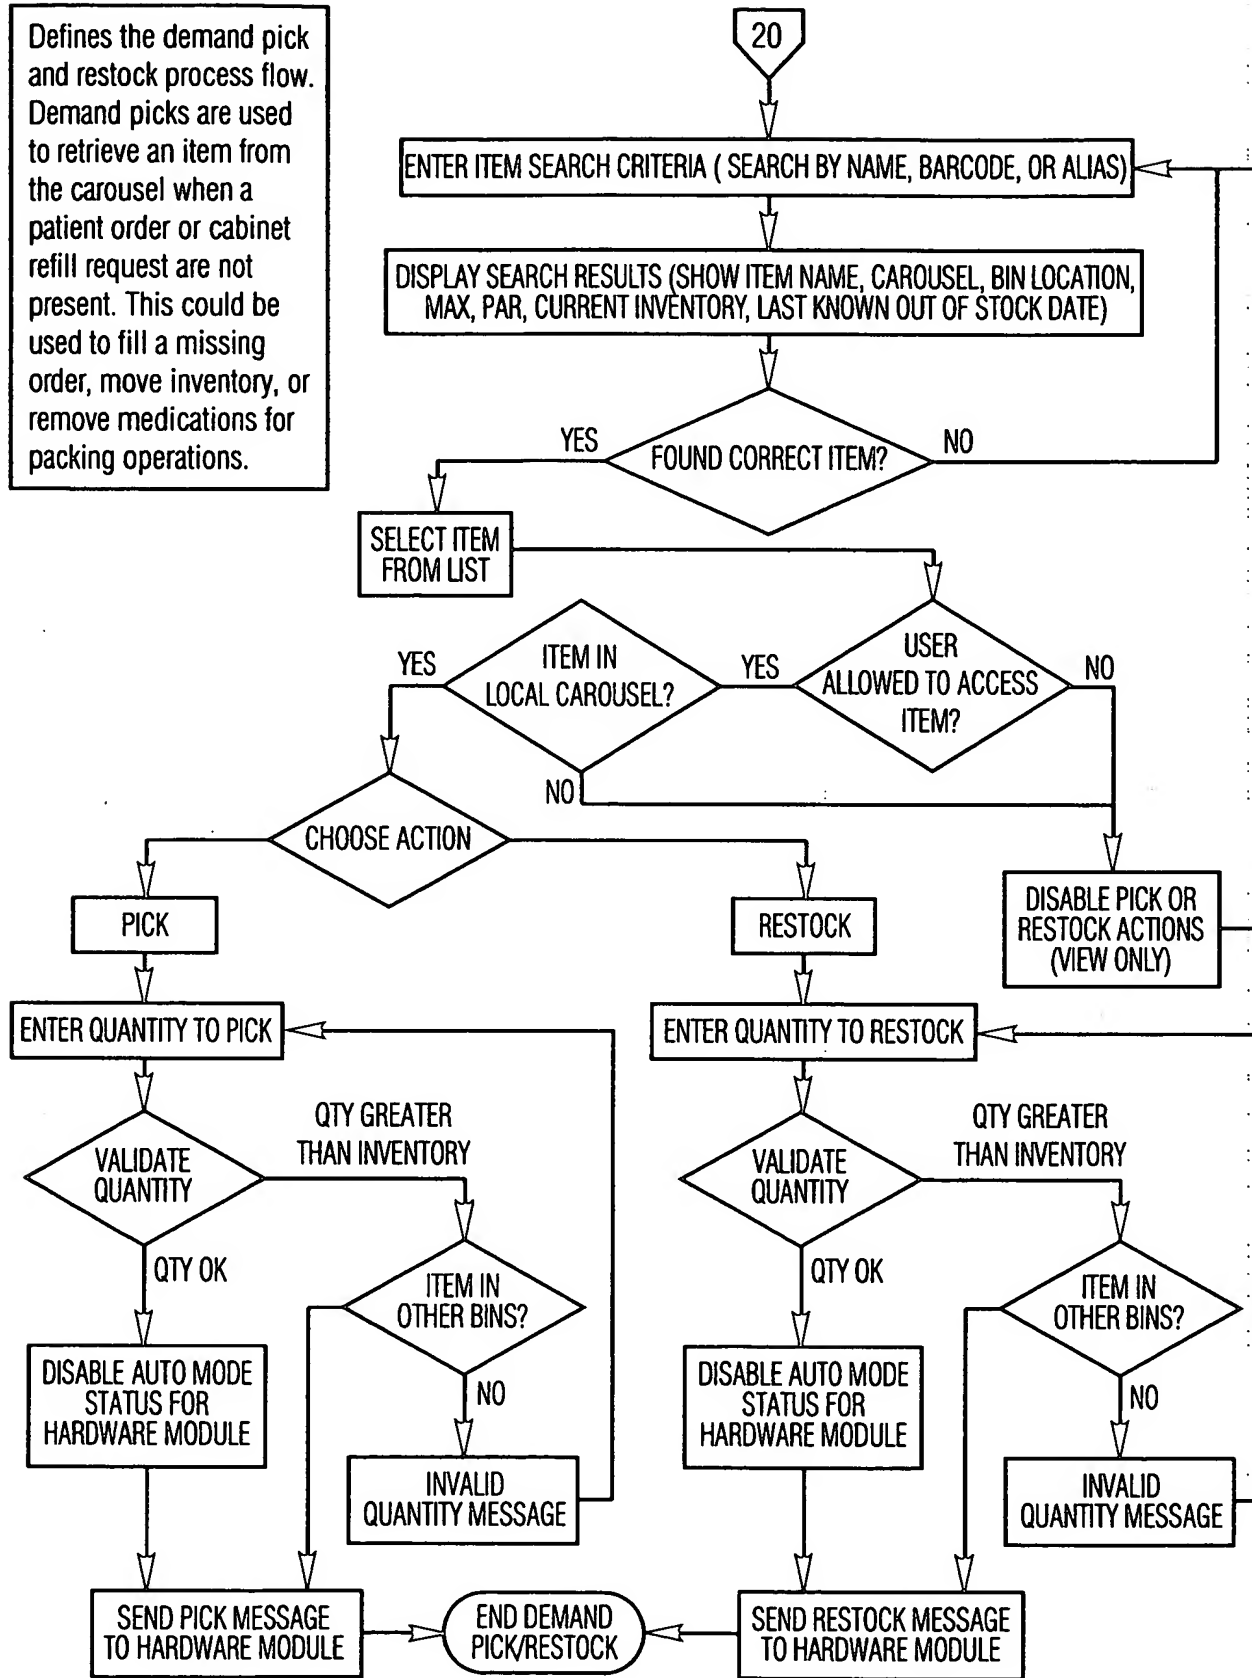 Defines the demand pick
and restock process flow.
Demand picks are used
to retrieve an item from
the carousel when a
patient order or cabinet
refill request are not
present. This could be
used to fill a missing
order, move inventory, or
remove medications for
packing operations.
20
ENTER ITEM SEARCH CRITERIA ( SEARCH BY NAME, BARCODE, OR ALIAS)
DISPLAY SEARCH RESULTS (SHOW ITEM NAME, CAROUSEL, BIN LOCATION,
MAX, PAR, CURRENT INVENTORY, LAST KNOWN OUT OF STOCK DATE)
YES
FOUND CORRECT ITEM?
NO
SELECT ITEM
FROM LIST
YES
ITEM IN
LOCAL CAROUSEL?
YES
USER
ALLOWED TO ACCESS
ITEM?
NO
NO
CHOOSE ACTION
PICK
RESTOCK
DISABLE PICK OR
RESTOCK ACTIONS
(VIEW ONLY)
ENTER QUANTITY TO PICK
ENTER QUANTITY TO RESTOCK
VALIDATE
QUANTITY
QTY GREATER
THAN INVENTORY
VALIDATE
QUANTITY
QTY GREATER
THAN INVENTORY
QTY OK
ITEM IN
OTHER BINS?
QTY OK
ITEM IN
OTHER BINS?
DISABLE AUTO MODE
STATUS FOR
HARDWARE MODULE
NO
DISABLE AUTO MODE
STATUS FOR
HARDWARE MODULE
NO
INVALID
QUANTITY MESSAGE
INVALID
QUANTITY MESSAGE
SEND PICK MESSAGE
TO HARDWARE MODULE
END DEMAND
PICK/RESTOCK
SEND RESTOCK MESSAGE
TO HARDWARE MODULE